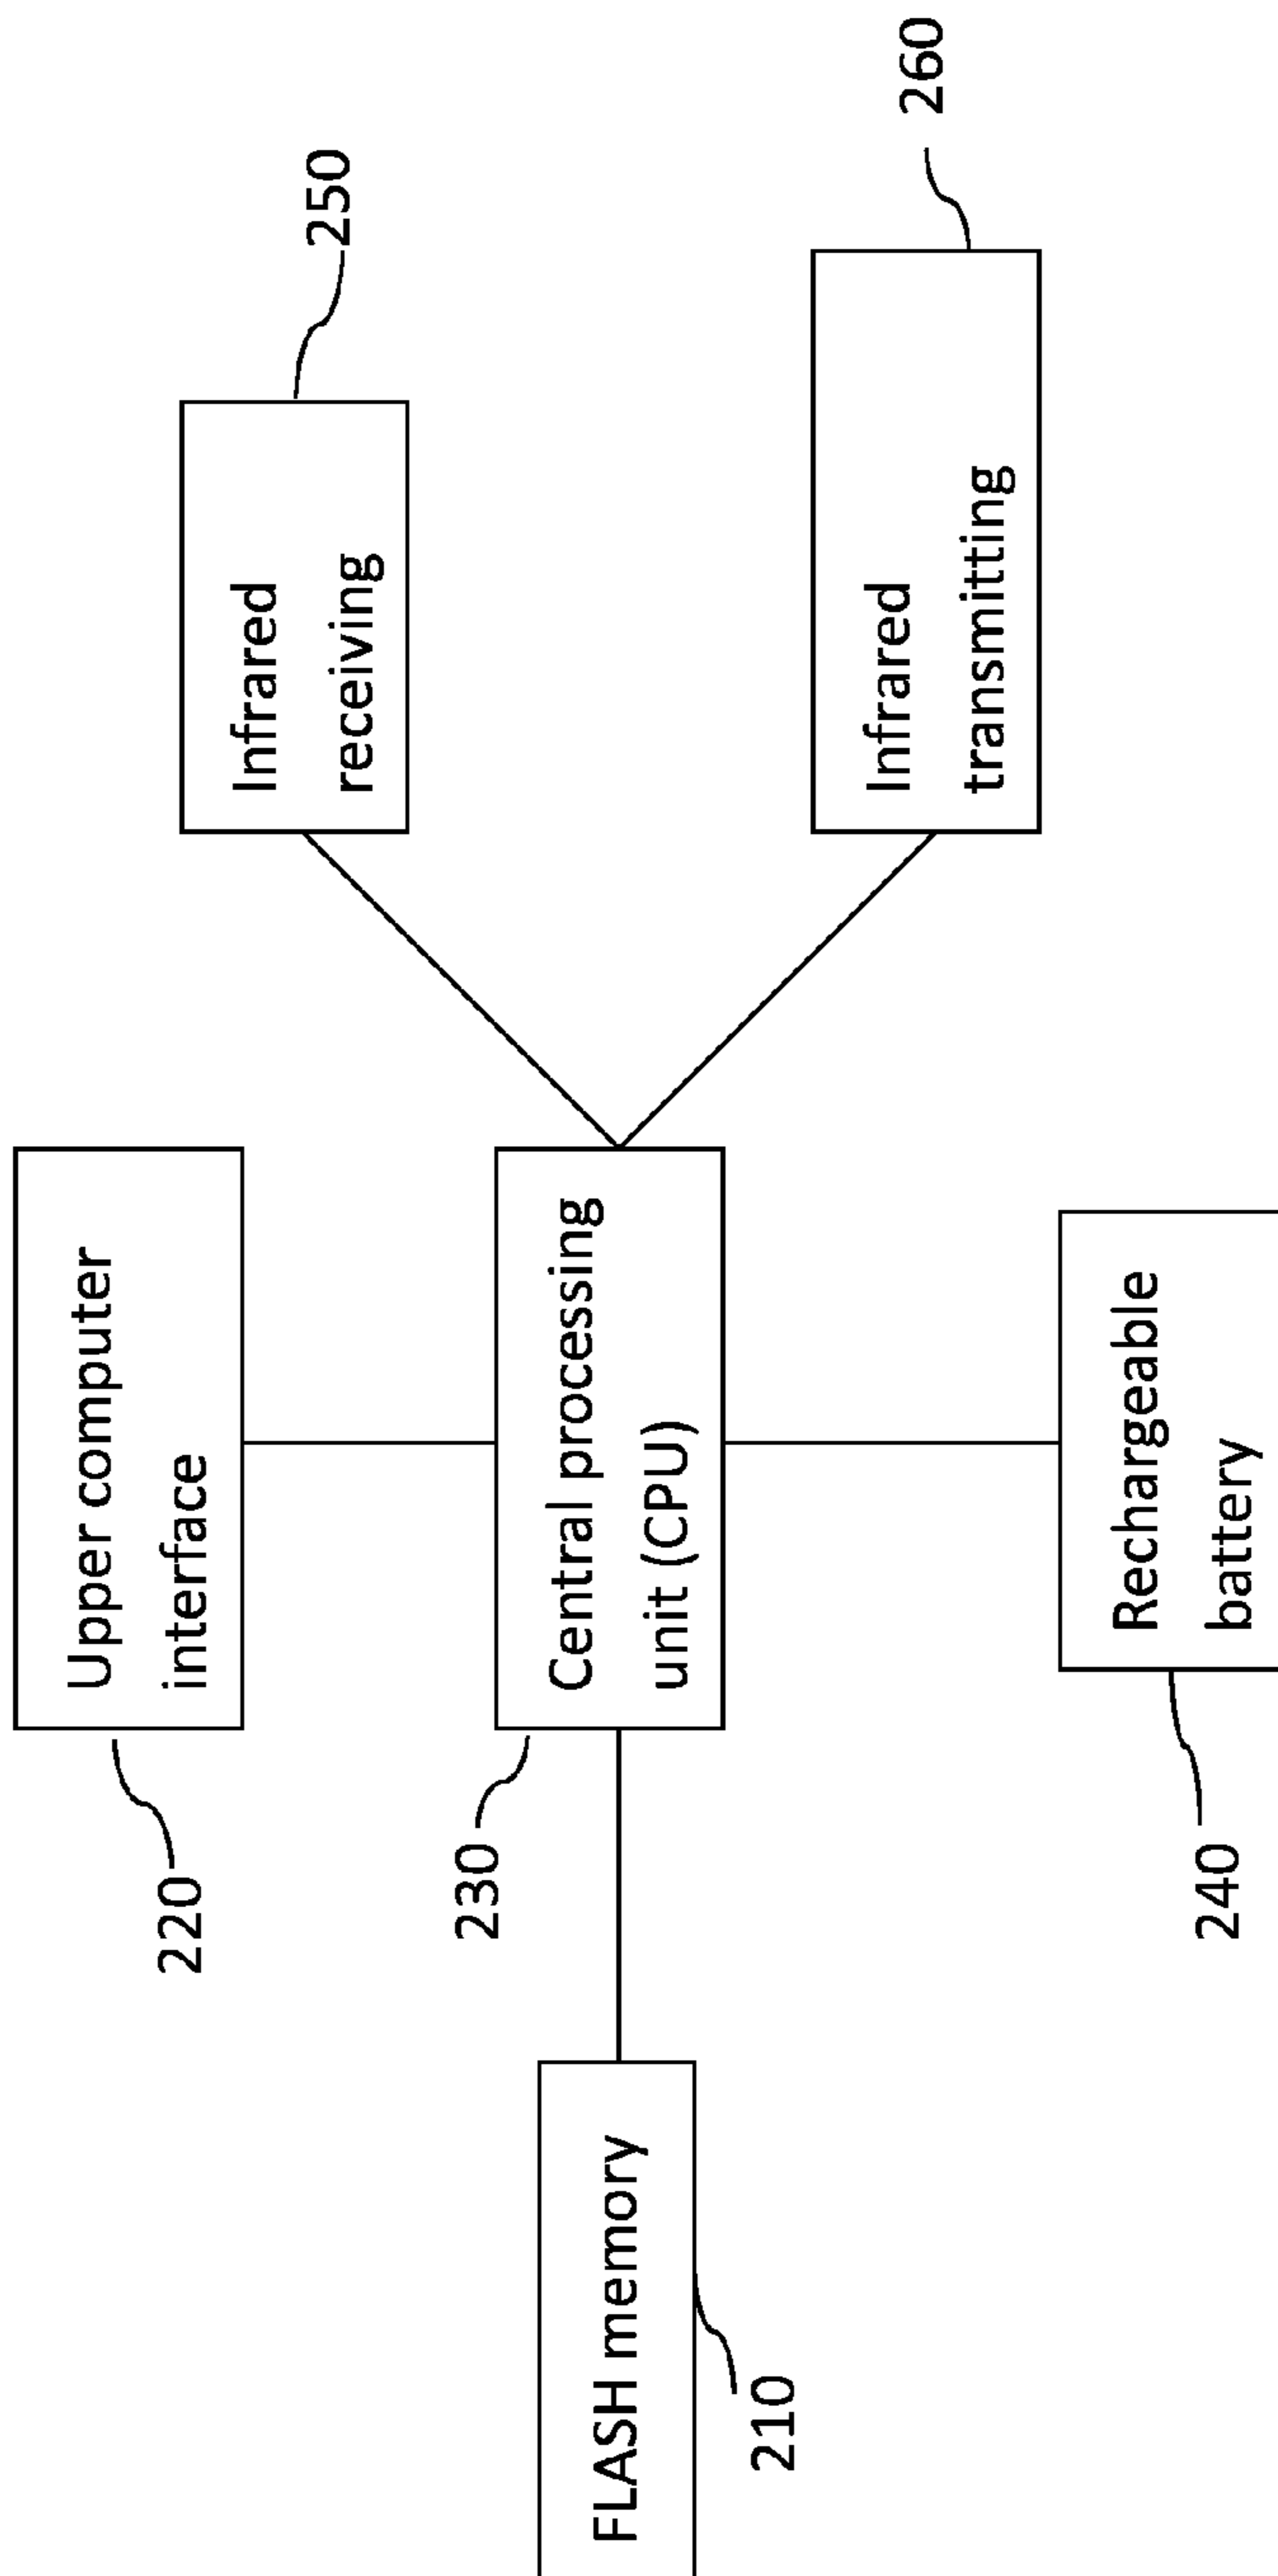 Upper computer
interface
220
Infrared
receiving
250
FLASH memory
210
Central processing
unit (CPU)
230
Infrared
transmitting
260
Rechargeable
battery
240